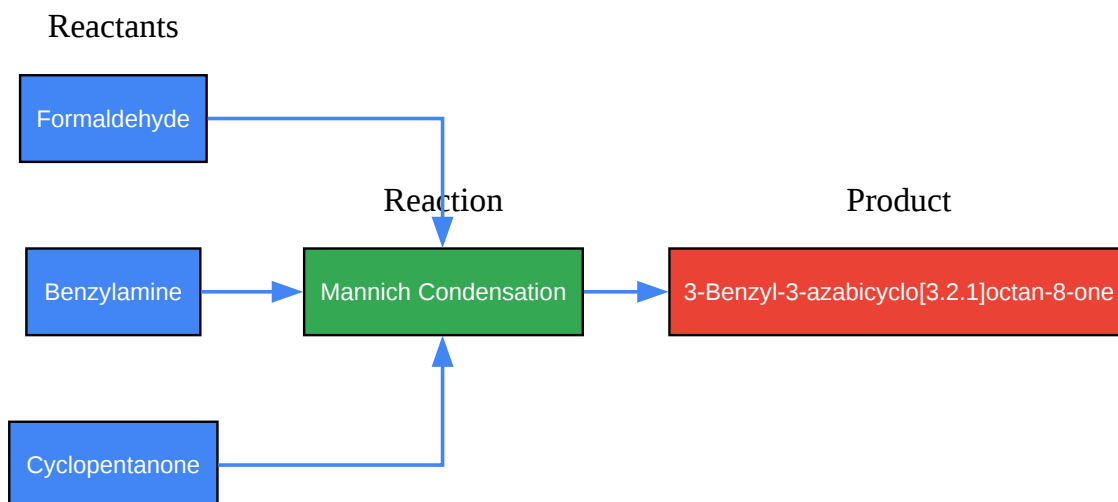 Reactants
Formaldehyde
Reaction
Product
Benzylamine
Mannich Condensation
3-Benzyl-3-azabicyclo[3.2.1]octan-8-one
Cyclopentanone